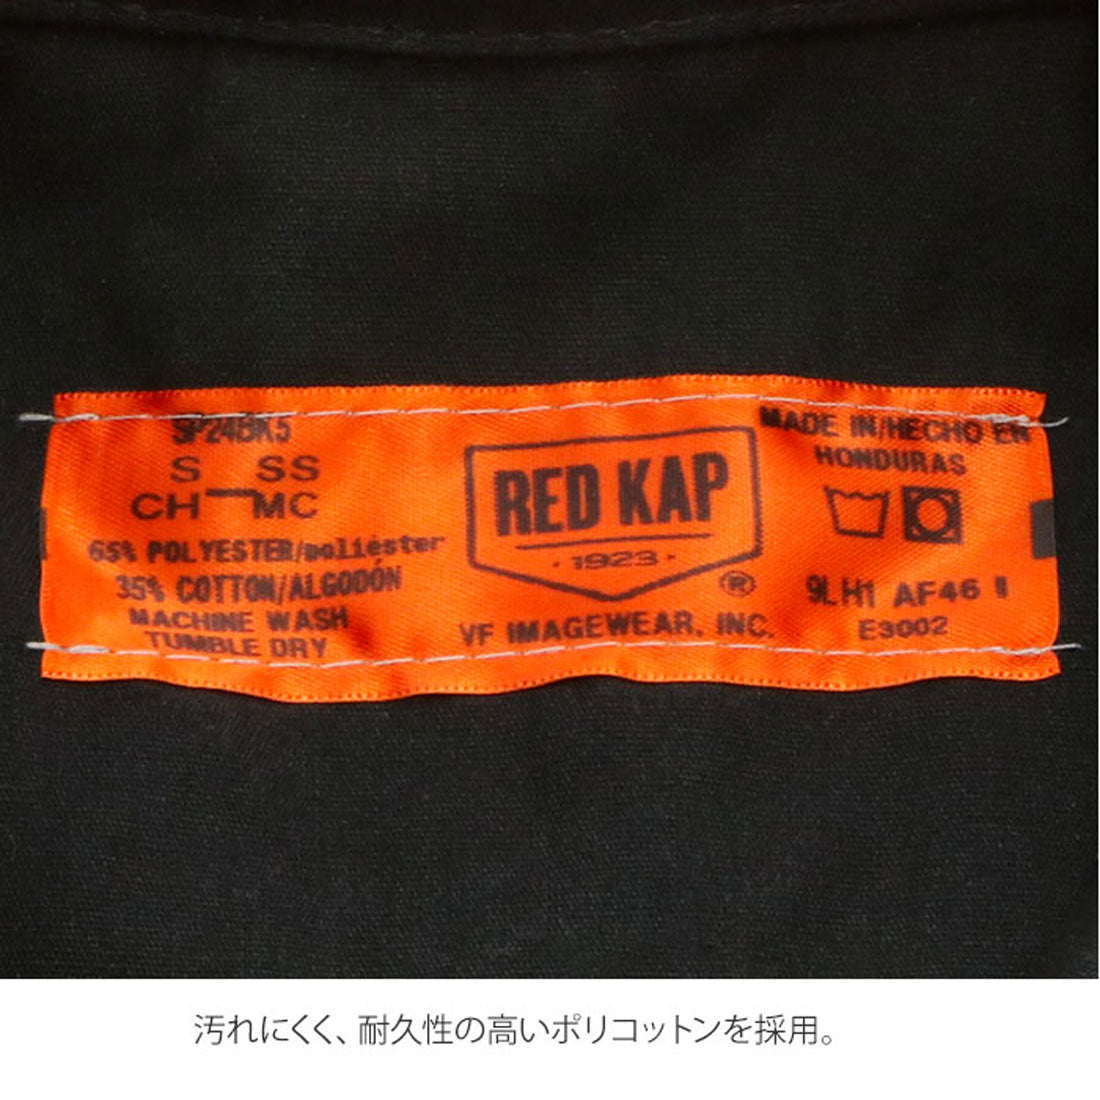 SP24BK5
S SS
CH MC
65% POLYESTER/poliéster
35% COTTON/ALGODÓN
MACHINE WASH
TUMBLE DRY
RED KAP
· 1923 ·
®
VF IMAGEWEAR, INC.
MADE IN/HECHO EN
HONDURAS
9LH1 AF46
E3002
汚れにくく、耐久性の高いポリコットンを採用。